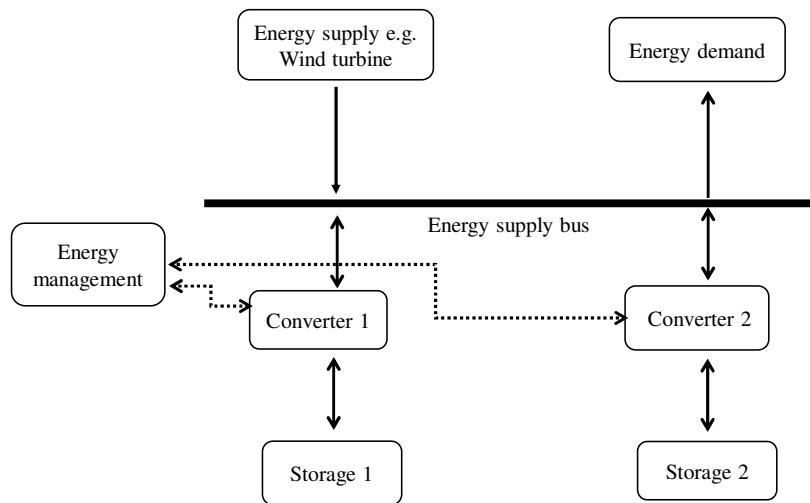 Energy supply e.g.
Wind turbine
Energy demand
Energy supply bus
Energy
management
Converter 1
Converter 2
Storage 1
Storage 2